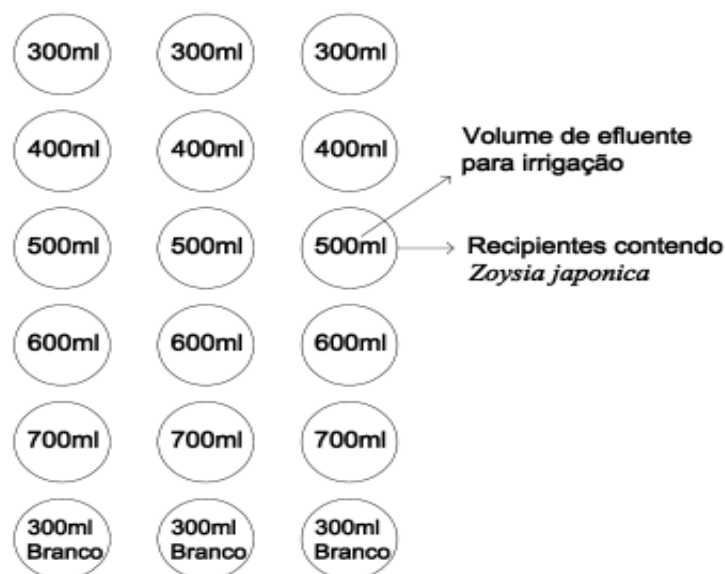 300ml 300ml 300ml
400ml 400ml 400ml
Volume de efluente
para irrigação
500ml 500ml 500ml
Recipientes contendo
Zoysia japonica
600ml 600ml 600ml
700ml 700ml 700ml
300ml 300ml 300ml
Branco Branco Branco